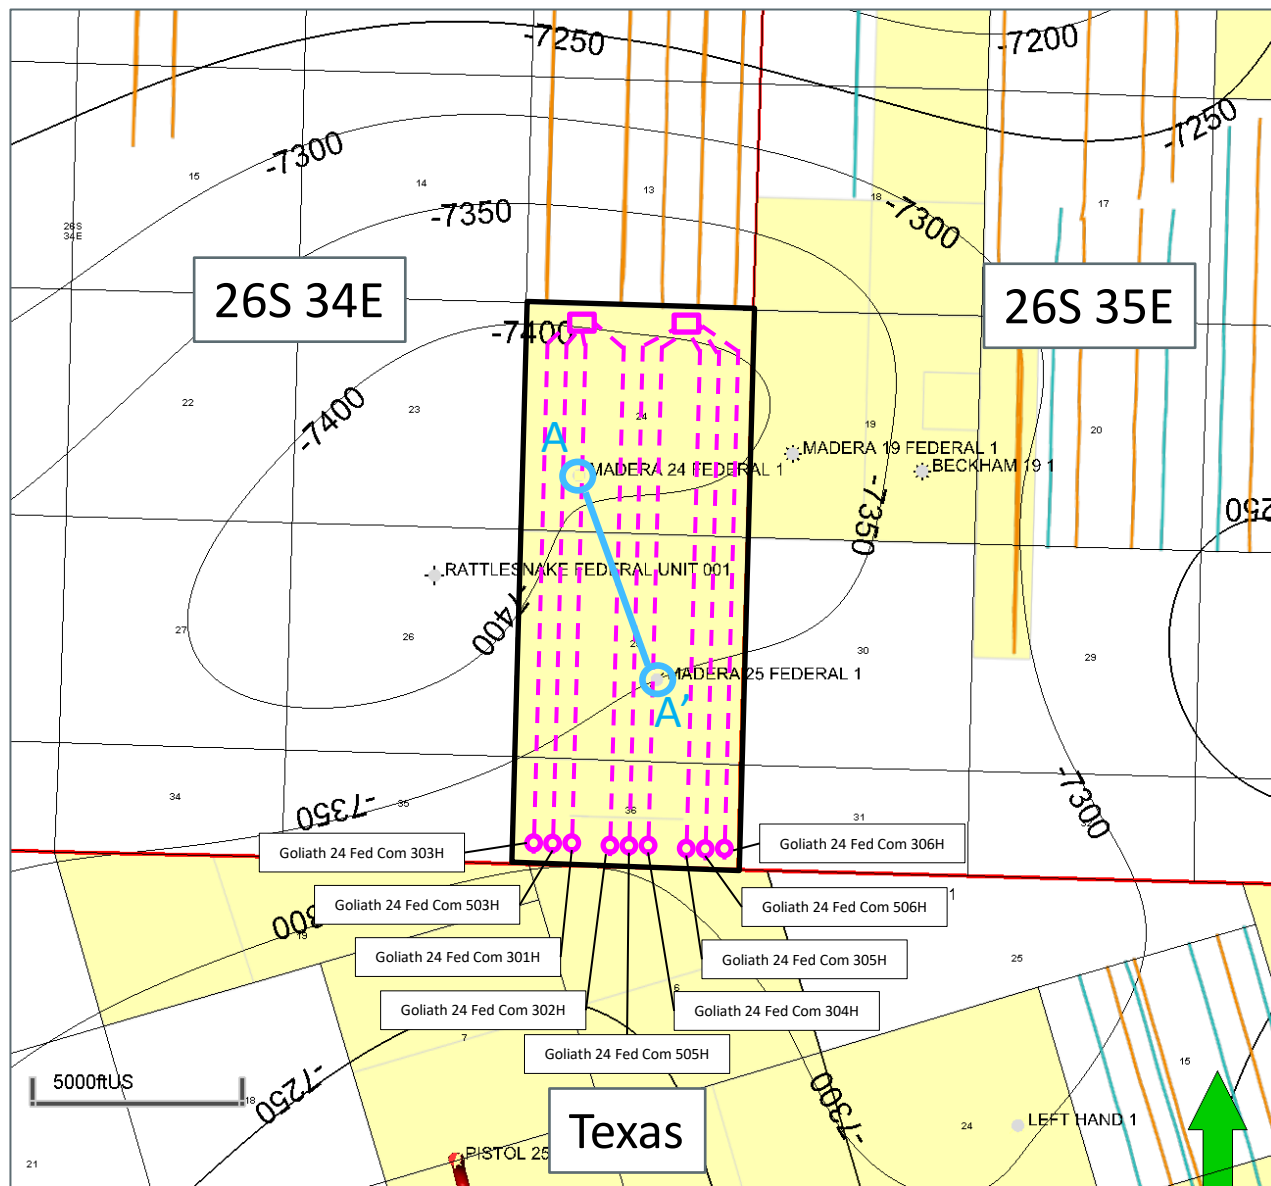 -7250
-7200
-7250
-7300
15
14
13
18
17
-7350
-7300
26S
34E
26S 34E
26S 35E
-7400
22
23
-7400
24
19
20
A
MADERA 24 FEDERAL 1
MADERA 19 FEDERAL 1
BECKHAM 19 1
-7350
RATTLESNAKE FEDERAL UNIT 001
-7400
27
26
30
29
MADERA 25 FEDERAL 1
A'
34
-7350
35
36
31
-7300
Goliath 24 Fed Com 303H
Goliath 24 Fed Com 306H
Goliath 24 Fed Com 503H
Goliath 24 Fed Com 506H
1
19
Goliath 24 Fed Com 301H
Goliath 24 Fed Com 305H
25
6
Goliath 24 Fed Com 302H
Goliath 24 Fed Com 304H
7
Goliath 24 Fed Com 505H
15
5000ftUS
18
-7250
-7300
Texas
24
LEFT HAND 1
PISTOL 25
21